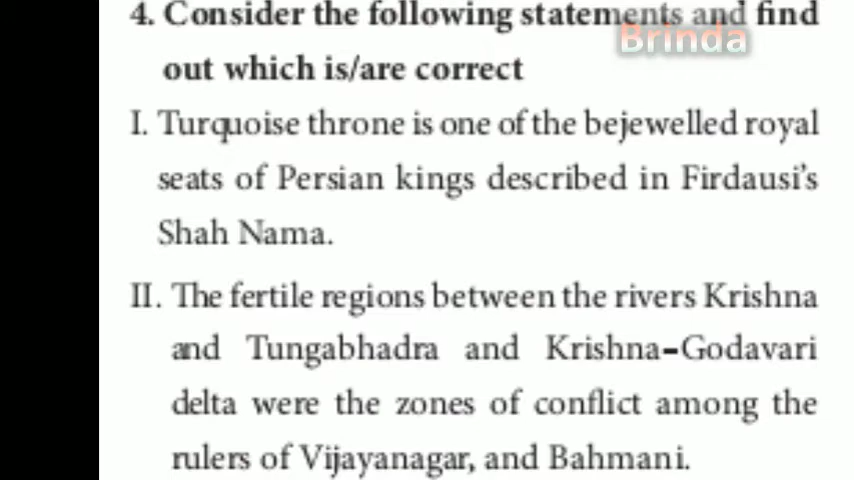 4. Consider the following statements and find
Brinda
out which is/are correct
I. Turquoise throne is one of the bejewelled royal
seats of Persian kings described in Firdausi's
Shah Nama.
II. The fertile regions between the rivers Krishna
and Tungabhadra and Krishna-Godavari
delta were the zones of conflict among the
rulers of Vijayanagar, and Bahmani.